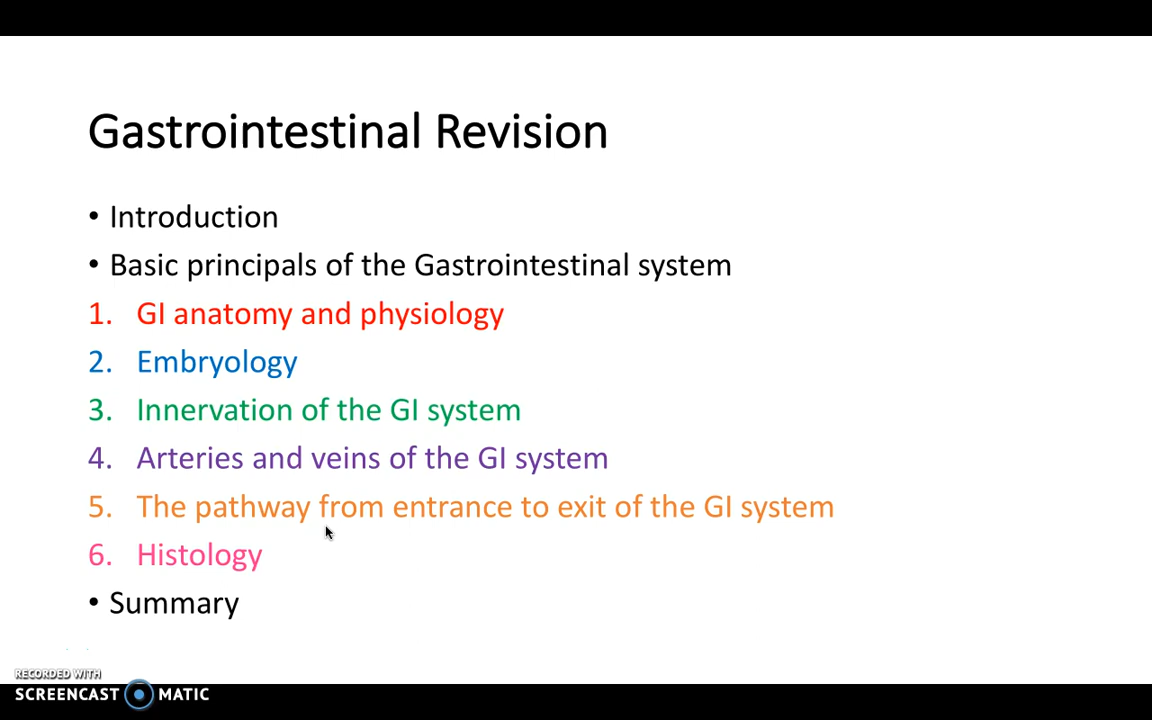 Gastrointestinal Revision
• Introduction
• Basic principals of the Gastrointestinal system
1. GI anatomy and physiology
2. Embryology
3. Innervation of the GI system
4. Arteries and veins of the GI system
5. The pathway from entrance to exit of the GI system
6. Histology
• Summary
RECORDED WITH
SCREENCAST MATIC